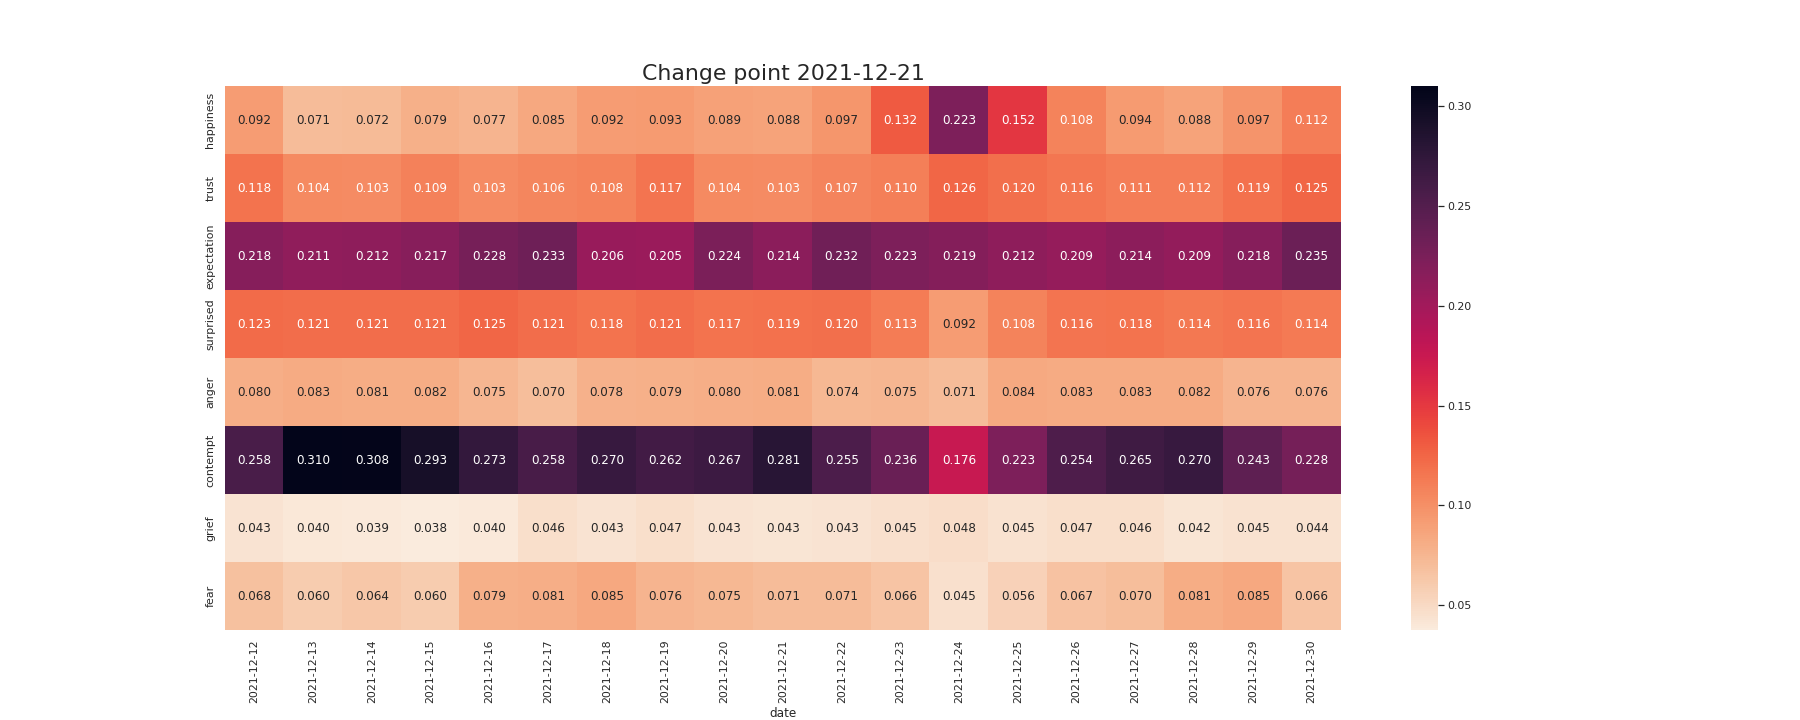 Change point 2021-12-21
happiness 0.092 0.071 0.072 0.079 0.077 0.085 0.092 0.093 0.089 0.088 0.097 0.132 0.223 0.152 0.108 0.094 0.088 0.097 0.112
trust 0.118 0.104 0.103 0.109 0.103 0.106 0.108 0.117 0.104 0.103 0.107 0.110 0.126 0.120 0.116 0.111 0.112 0.119 0.125
expectation 0.218 0.211 0.212 0.217 0.228 0.233 0.206 0.205 0.224 0.214 0.232 0.223 0.219 0.212 0.209 0.214 0.209 0.218 0.235
surprised 0.123 0.121 0.121 0.121 0.125 0.121 0.118 0.121 0.117 0.119 0.120 0.113 0.092 0.108 0.116 0.118 0.114 0.116 0.114
anger 0.080 0.083 0.081 0.082 0.075 0.070 0.078 0.079 0.080 0.081 0.074 0.075 0.071 0.084 0.083 0.083 0.082 0.076 0.076
contempt 0.258 0.310 0.308 0.293 0.273 0.258 0.270 0.262 0.267 0.281 0.255 0.236 0.176 0.223 0.254 0.265 0.270 0.243 0.228
grief 0.043 0.040 0.039 0.038 0.040 0.046 0.043 0.047 0.043 0.043 0.043 0.045 0.048 0.045 0.047 0.046 0.042 0.045 0.044
fear 0.068 0.060 0.064 0.060 0.079 0.081 0.085 0.076 0.075 0.071 0.071 0.066 0.045 0.056 0.067 0.070 0.081 0.085 0.066
2021-12-12 2021-12-13 2021-12-14 2021-12-15 2021-12-16 2021-12-17 2021-12-18 2021-12-19 2021-12-20 2021-12-21 2021-12-22 2021-12-23 2021-12-24 2021-12-25 2021-12-26 2021-12-27 2021-12-28 2021-12-29 2021-12-30
date
0.30
0.25
0.20
0.15
0.10
0.05